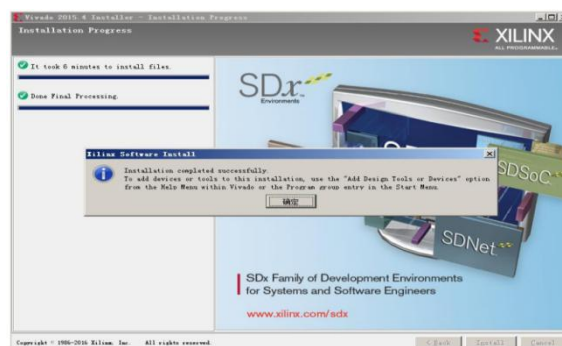 Vivado 2015.4 Installer - Installation Progress
Installation Progress
XILINX
ALL PROGRAMMABLE.
It took 6 minutes to install files.
Done Final Processing.
SDx™
Environments
Xilinx Software Install
Installation completed successfully.
To add devices or tools to this installation, use the "Add Design Tools or Devices" option
from the Help Menu within Vivado or the Program group entry in the Start Menu.
确定
SDSoC™
SDNet™
SDx Family of Development Environments
for Systems and Software Engineers
www.xilinx.com/sdx
Copyright © 1986-2016 Xilinx, Inc. All rights reserved.
< Back
Install
Cancel